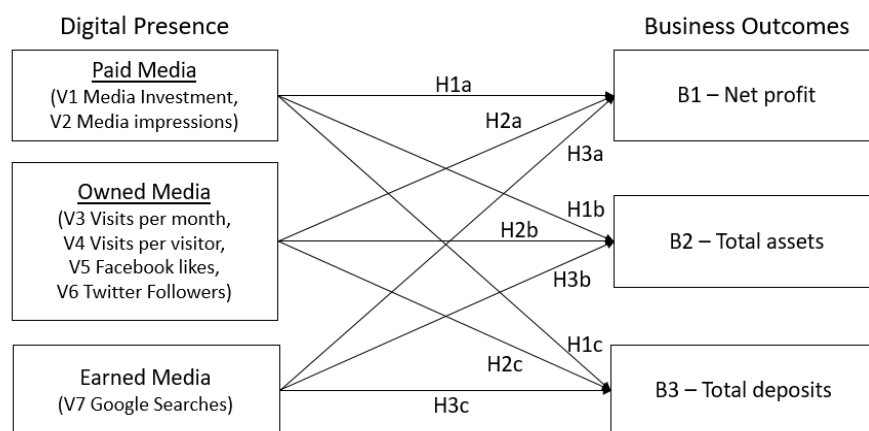 Digital Presence
Business Outcomes
Paid Media
(V1 Media Investment,
V2 Media impressions)
H1a
B1 – Net profit
H2a
H3a
Owned Media
(V3 Visits per month,
V4 Visits per visitor,
V5 Facebook likes,
V6 Twitter Followers)
H1b
H2b
B2 – Total assets
H3b
Earned Media
(V7 Google Searches)
H1c
H2c
H3c
B3 – Total deposits